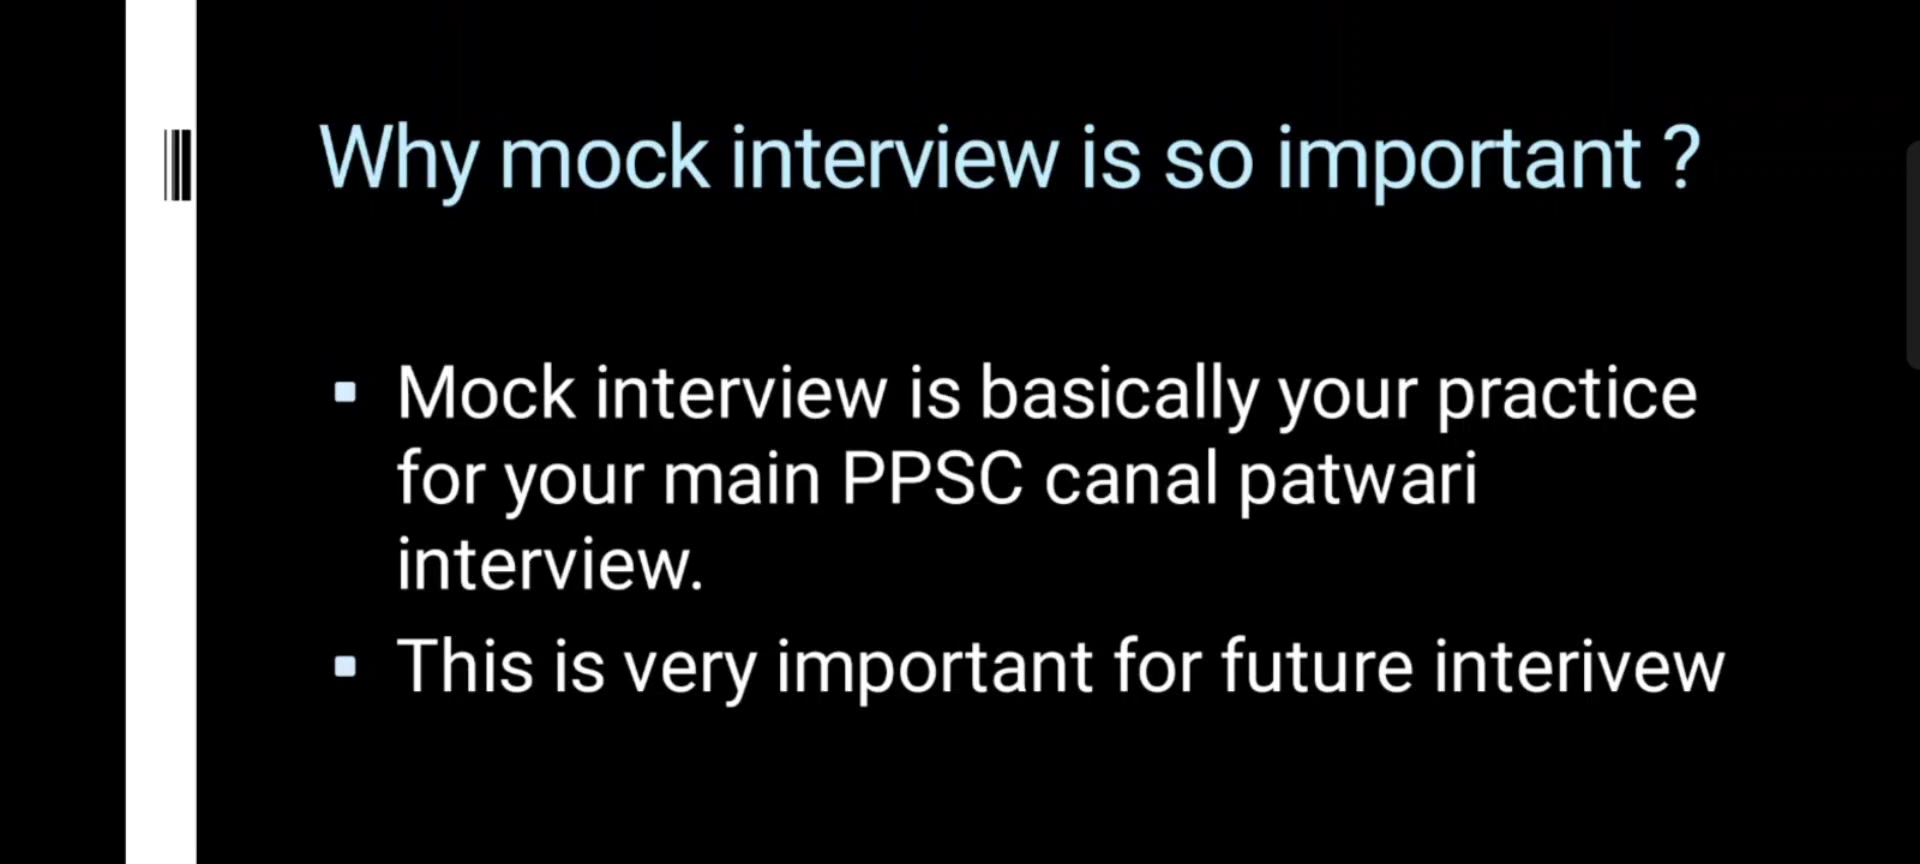 Why mock interview is so important ?
▪ Mock interview is basically your practice
for your main PPSC canal patwari
interview.
▪ This is very important for future interivew